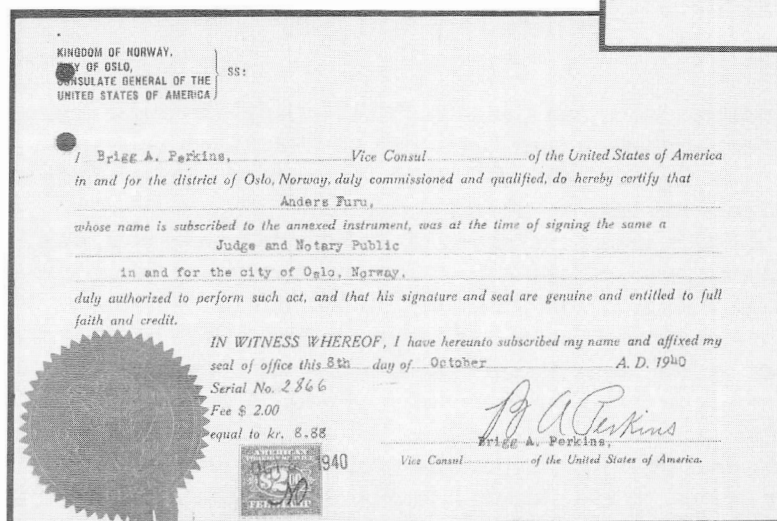 KINGDOM OF NORWAY,
OF OSLO,
CONSULATE GENERAL OF THE
UNITED STATES OF AMERICA
SS:
I Brigg A. Perkins, Vice Consul of the United States of America
in and for the district of Oslo, Norway, duly commissioned and qualified, do hereby certify that
Anders Furu,
whose name is subscribed to the annexed instrument, was at the time of signing the same a
Judge and Notary Public
in and for the city of Oslo, Norway,
duly authorized to perform such act, and that his signature and seal are genuine and entitled to full
faith and credit.
IN WITNESS WHEREOF, I have hereunto subscribed my name and affixed my
seal of office this 8th day of October A. D. 1940
Serial No. 2866
Fee $ 2.00
equal to kr. 8.88
B A Perkins
Brigg A. Perkins,
Vice Consul of the United States of America.
AMERICAN
OCT 8 1940
FEE STAMP